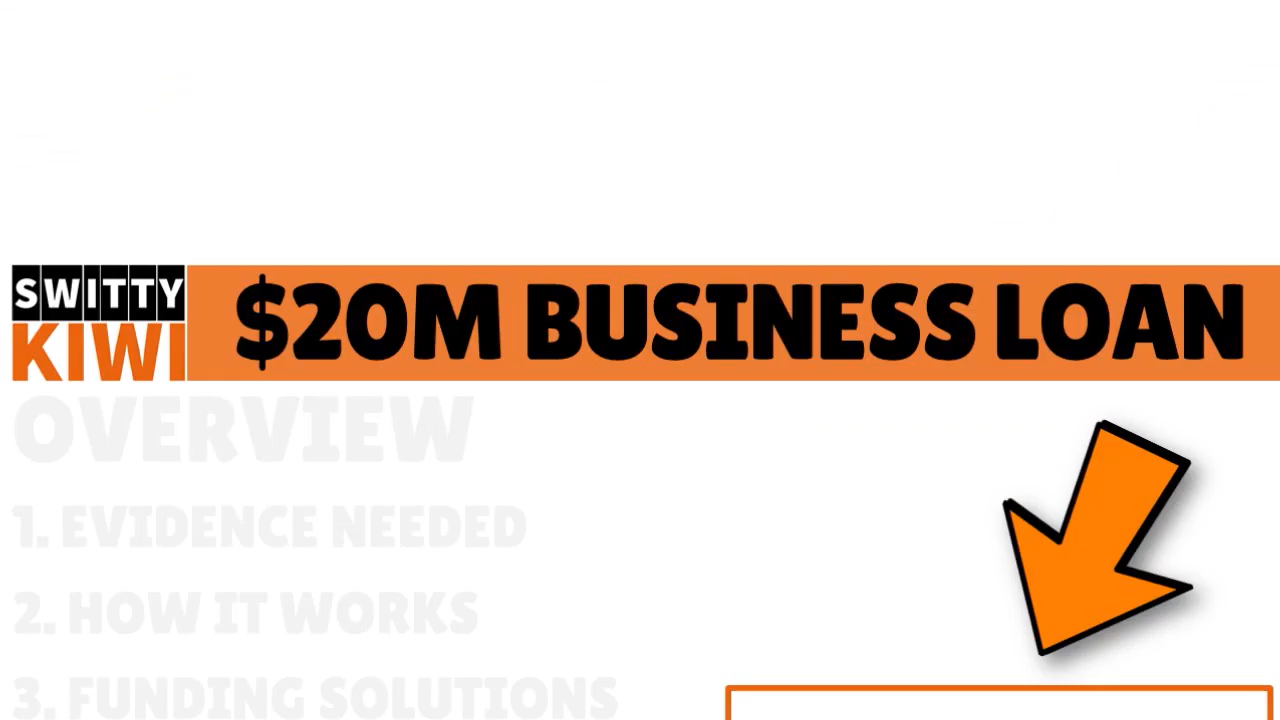 SWITTY
KIWI
$20M BUSINESS LOAN
OVERVIEW
1. EVIDENCE NEEDED
2. HOW IT WORKS
3. FUNDING SOLUTIONS